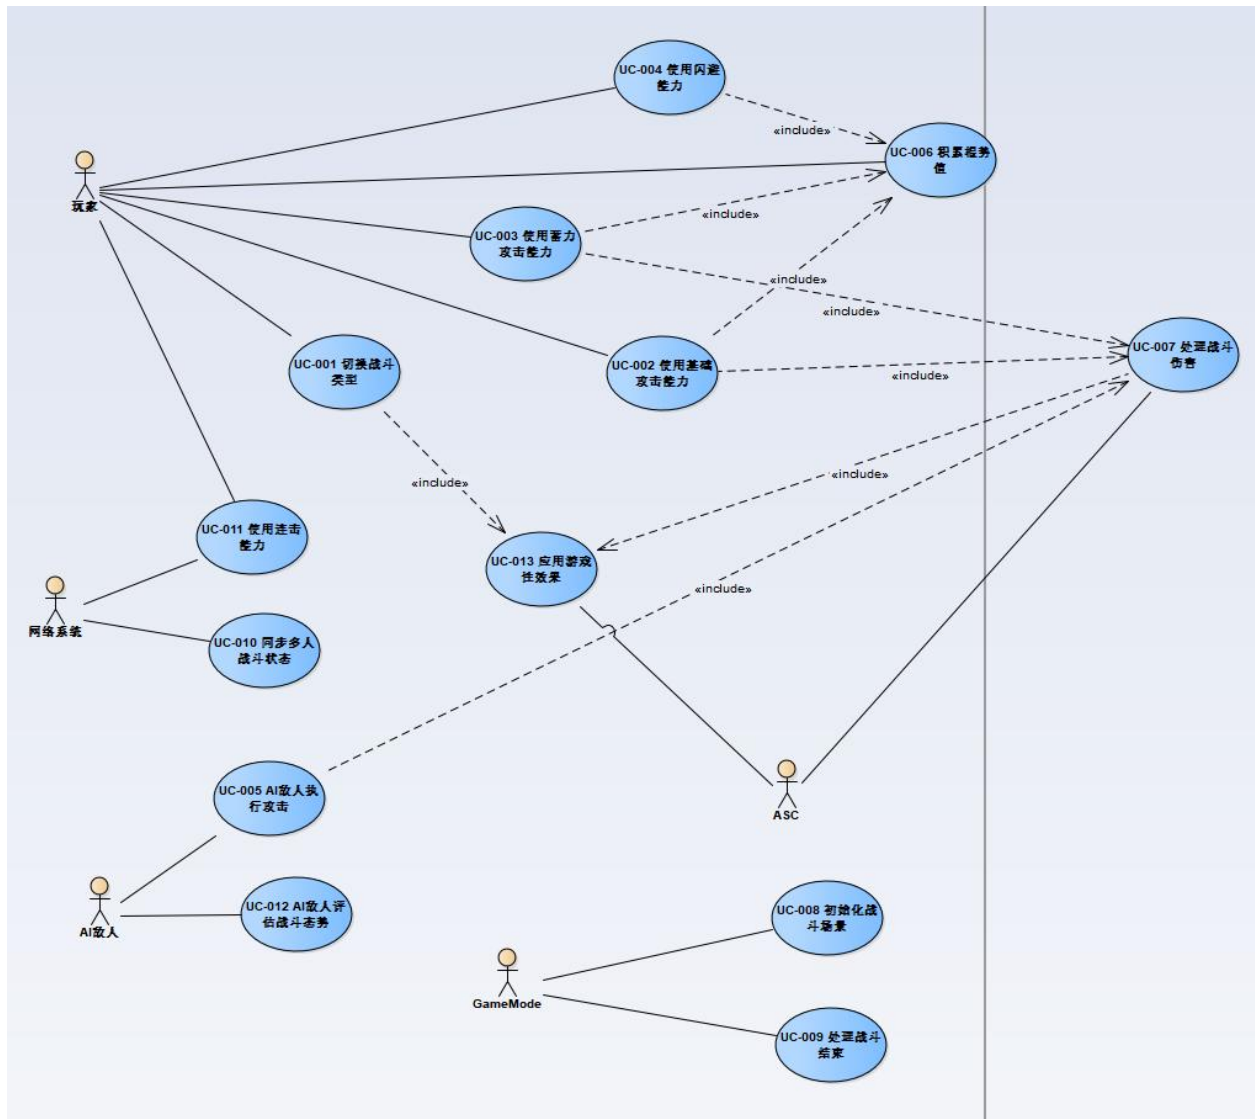 UC-004 使用闪避
能力
«include»
UC-006 积累棍势
值
玩家
UC-003 使用蓄力
攻击能力
«include»
«include»
«include»
UC-001 切换战斗
类型
UC-002 使用基础
攻击能力
«include»
UC-007 处理战斗
伤害
«include»
«include»
UC-011 使用连击
能力
UC-013 应用游戏
性效果
«include»
网络系统
UC-010 同步多人
战斗状态
UC-005 AI敌人执
行攻击
ASC
UC-012 AI敌人评
估战斗态势
AI敌人
UC-008 初始化战
斗场景
GameMode
UC-009 处理战斗
结束